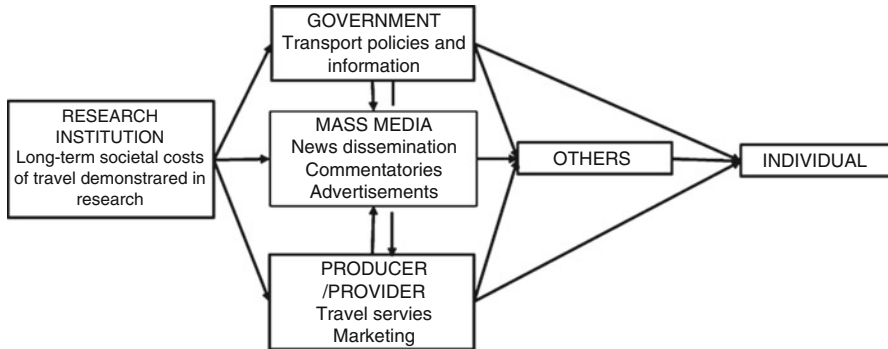 GOVERNMENT
Transport policies and
information
RESEARCH
INSTITUTION
Long-term societal costs
of travel demonstrared in
research
MASS MEDIA
News dissemination
Commentatories
Advertisements
OTHERS
INDIVIDUAL
PRODUCER
/PROVIDER
Travel servies
Marketing